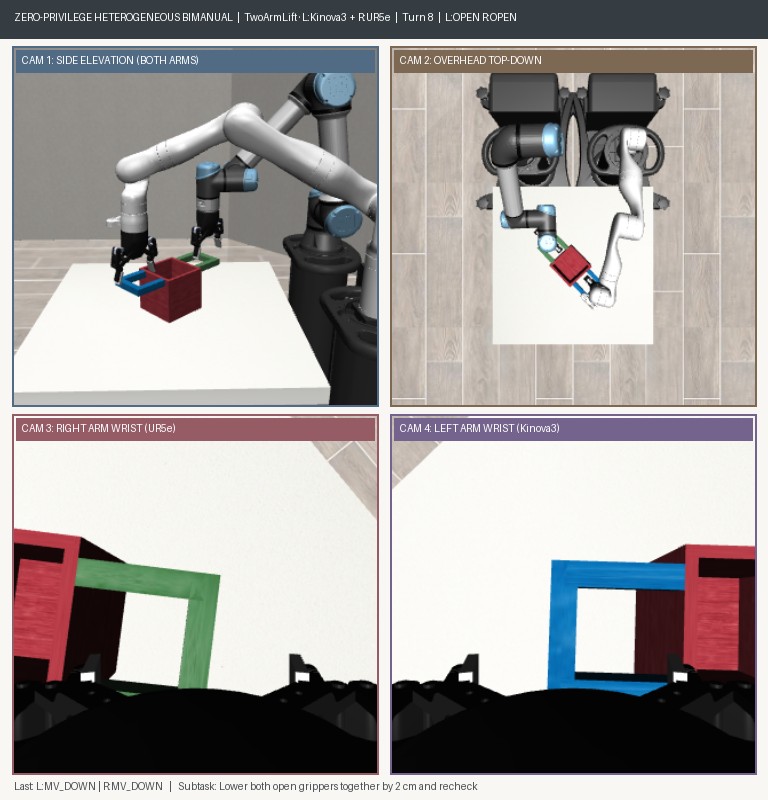 ZERO-PRIVILEGE HETEROGENEOUS BIMANUAL | TwoArmLift · L:Kinova3 + R:UR5e | Turn 8 | L:OPEN R:OPEN
CAM 1: SIDE ELEVATION (BOTH ARMS)
CAM 2: OVERHEAD TOP-DOWN
CAM 3: RIGHT ARM WRIST (UR5e)
CAM 4: LEFT ARM WRIST (Kinova3)
Last: L:MV_DOWN | R:MV_DOWN | Subtask: Lower both open grippers together by 2 cm and recheck